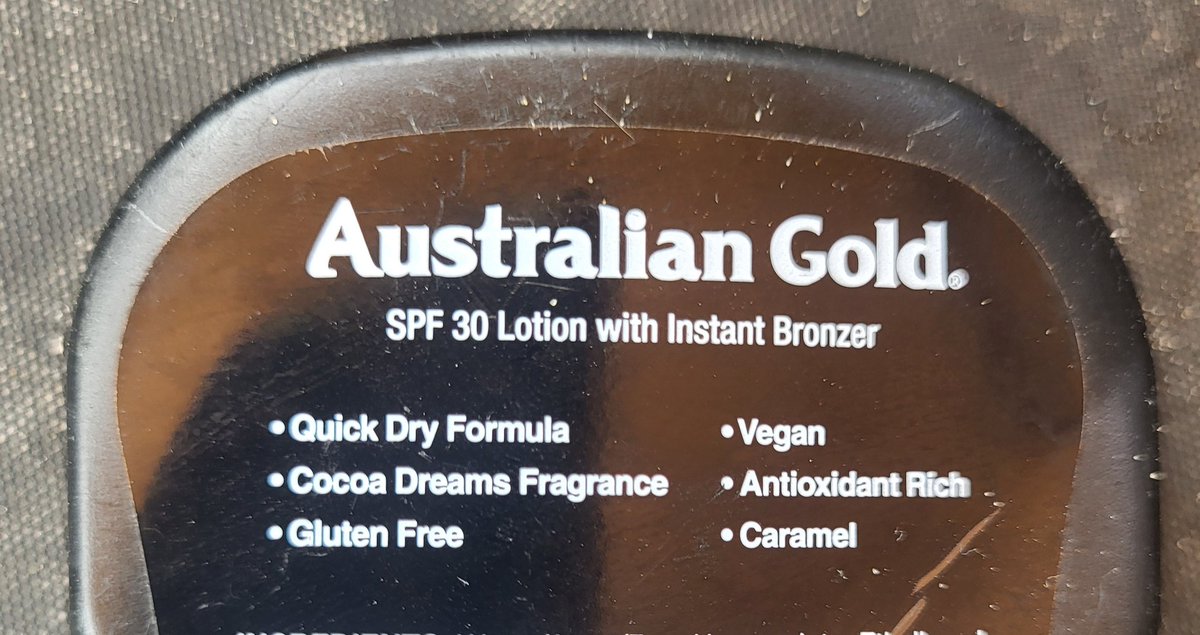 Australian Gold®
SPF 30 Lotion with Instant Bronzer
• Quick Dry Formula
• Cocoa Dreams Fragrance
• Gluten Free
• Vegan
• Antioxidant Rich
• Caramel